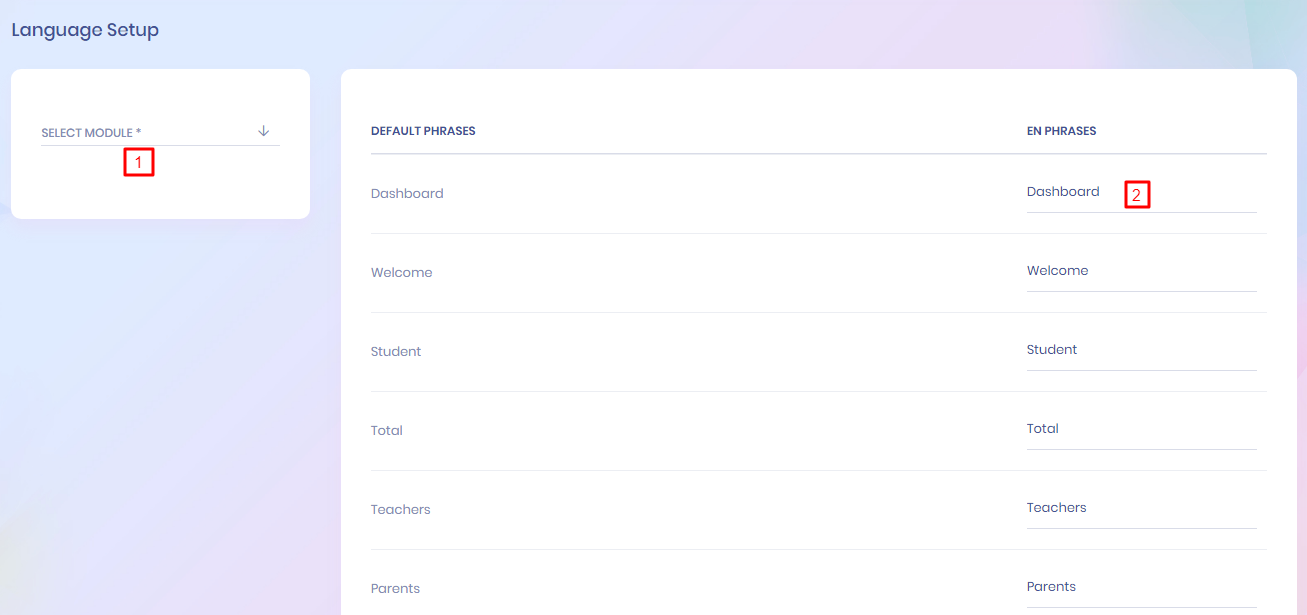 Language Setup
SELECT MODULE *
1
DEFAULT PHRASES EN PHRASES
Dashboard Dashboard 2
Welcome Welcome
Student Student
Total Total
Teachers Teachers
Parents Parents